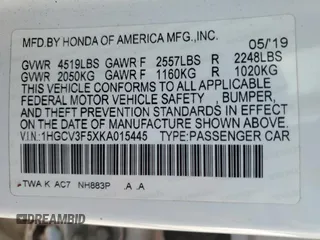 MFD.BY HONDA OF AMERICA MFG.,INC.
05/'19
GVWR 4519LBS GAWR F 2557LBS R 2248LBS
GVWR 2050KG GAWR F 1160KG R 1020KG
THIS VEHICLE CONFORMS TO ALL APPLICABLE
FEDERAL MOTOR VEHICLE SAFETY , BUMPER,
AND THEFT PREVENTION STANDARDS IN EFFECT
ON THE DATE OF MANUFACTURE SHOWN ABOVE.
V.I.N:1HGCV3F5XKA015445 TYPE:PASSENGER CAR
TWA K AC7 NH883P .A .A
DREAMBID